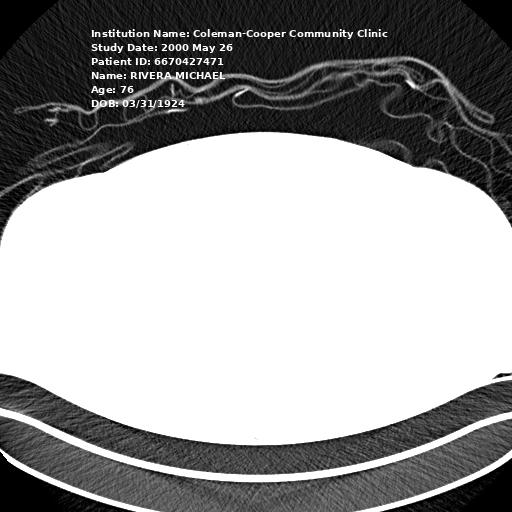 Institution Name: Coleman-Cooper Community Clinic
Study Date: 2000 May 26
Patient ID: 6670427471
Name: RIVERA MICHAEL
Age: 76
DOB: 03/31/1924